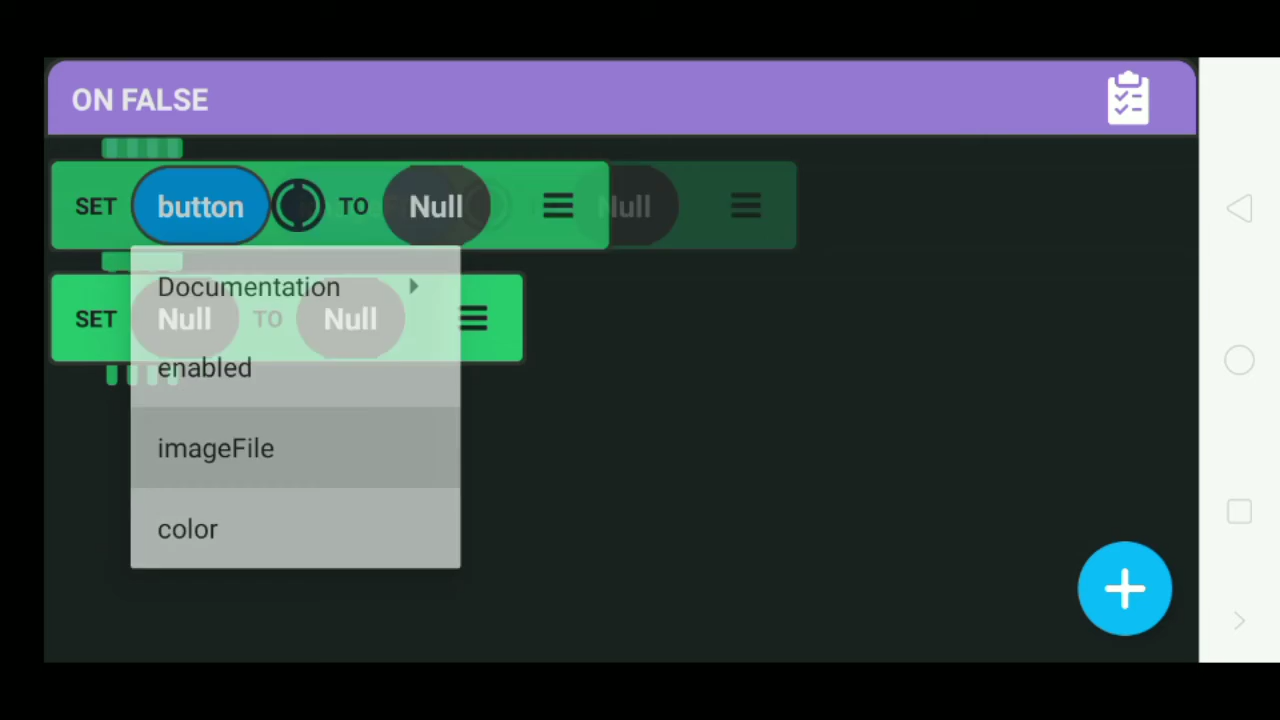 ON FALSE
SET button TO Null Null
Documentation
SET Null TO Null
enabled
imageFile
color